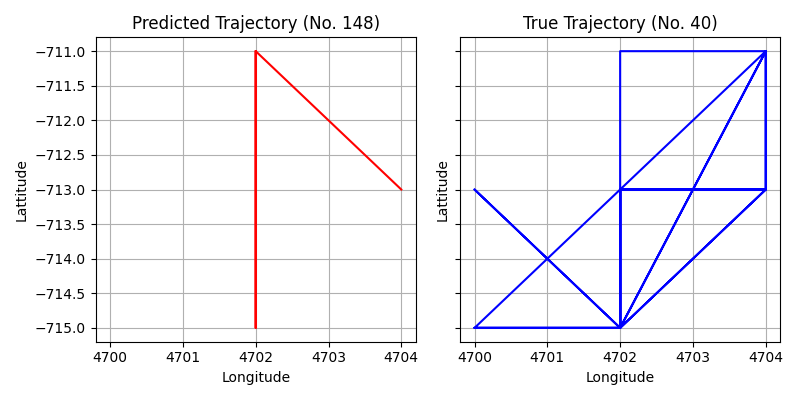 Predicted Trajectory (No. 148)
True Trajectory (No. 40)
−711.0
−711.5
−712.0
−712.5
−713.0
−713.5
−714.0
−714.5
−715.0
Lattitude
Lattitude
4700 4701 4702 4703 4704
4700 4701 4702 4703 4704
Longitude
Longitude